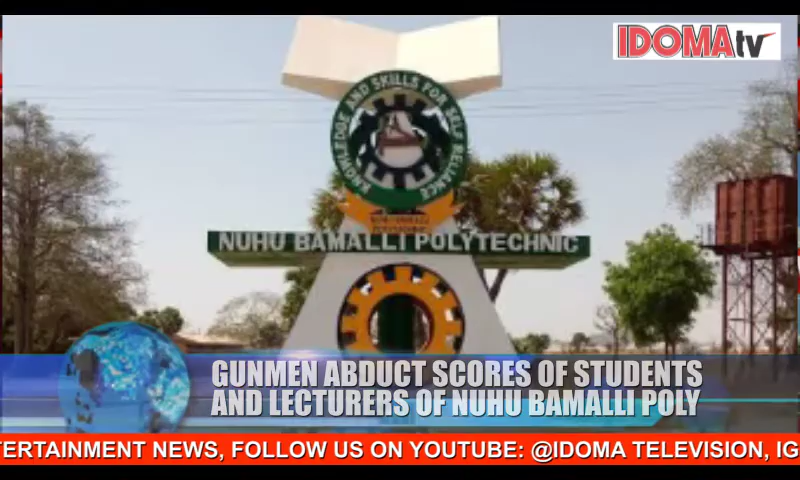 IDOMAtv
KNOWLEDGE AND SKILLS FOR SELF RELIANCE
NUHU BAMALLI POLYTECHNIC
GUNMEN ABDUCT SCORES OF STUDENTS
AND LECTURERS OF NUHU BAMALLI POLY
TERTAINMENT NEWS, FOLLOW US ON YOUTUBE: @IDOMA TELEVISION, IG